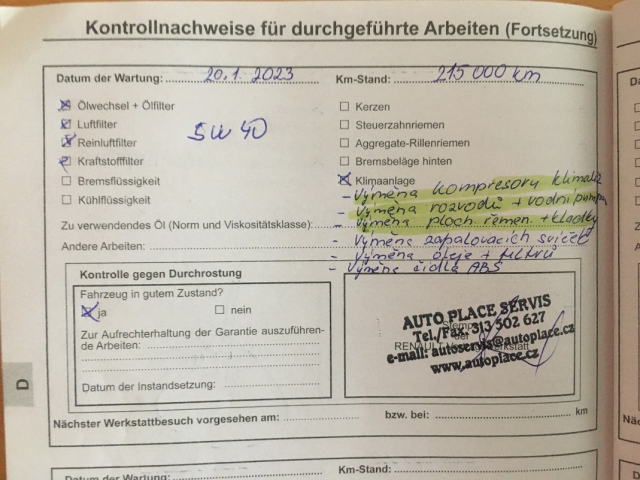 Kontrollnachweise für durchgeführte Arbeiten (Fortsetzung)
Datum der Wartung: 20.1.2023 Km-Stand: 215 000 km
Ölwechsel + Ölfilter
Luftfilter
Reinluftfilter
Kraftstofffilter
Bremsflüssigkeit
Kühlflüssigkeit
5W40
Kerzen
Steuerzahnriemen
Aggregate-Rillenriemen
Bremsbeläge hinten
Klimaanlage
- výměna kompresoru klimatiz
- výměna rozvodů + vodní pumpa
- výměna ploch řemen. + kladky
- výměna zapalovacích svíček
- výměna oleje + filtrů
- výměna čidla ABS
Zu verwendendes Öl (Norm und Viskositätsklasse):
Andere Arbeiten:
Kontrolle gegen Durchrostung
Fahrzeug in gutem Zustand?
ja nein
Zur Aufrechterhaltung der Garantie auszuführen-
de Arbeiten:
Datum der Instandsetzung:
AUTO PLACE SERVIS
Tel./Fax: 313 502 627
e-mail: autoservis@autoplace.cz
www.autoplace.cz
Stempel
der
RENAULT
Nächster Werkstattbesuch vorgesehen am: bzw. bei: km
D
Datum der Wartung: Km-Stand: